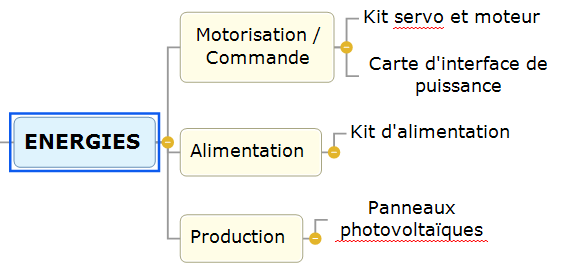 ENERGIES
Motorisation /
Commande
Kit servo et moteur
Carte d'interface de
puissance
Alimentation
Kit d'alimentation
Production
Panneaux
photovoltaïques